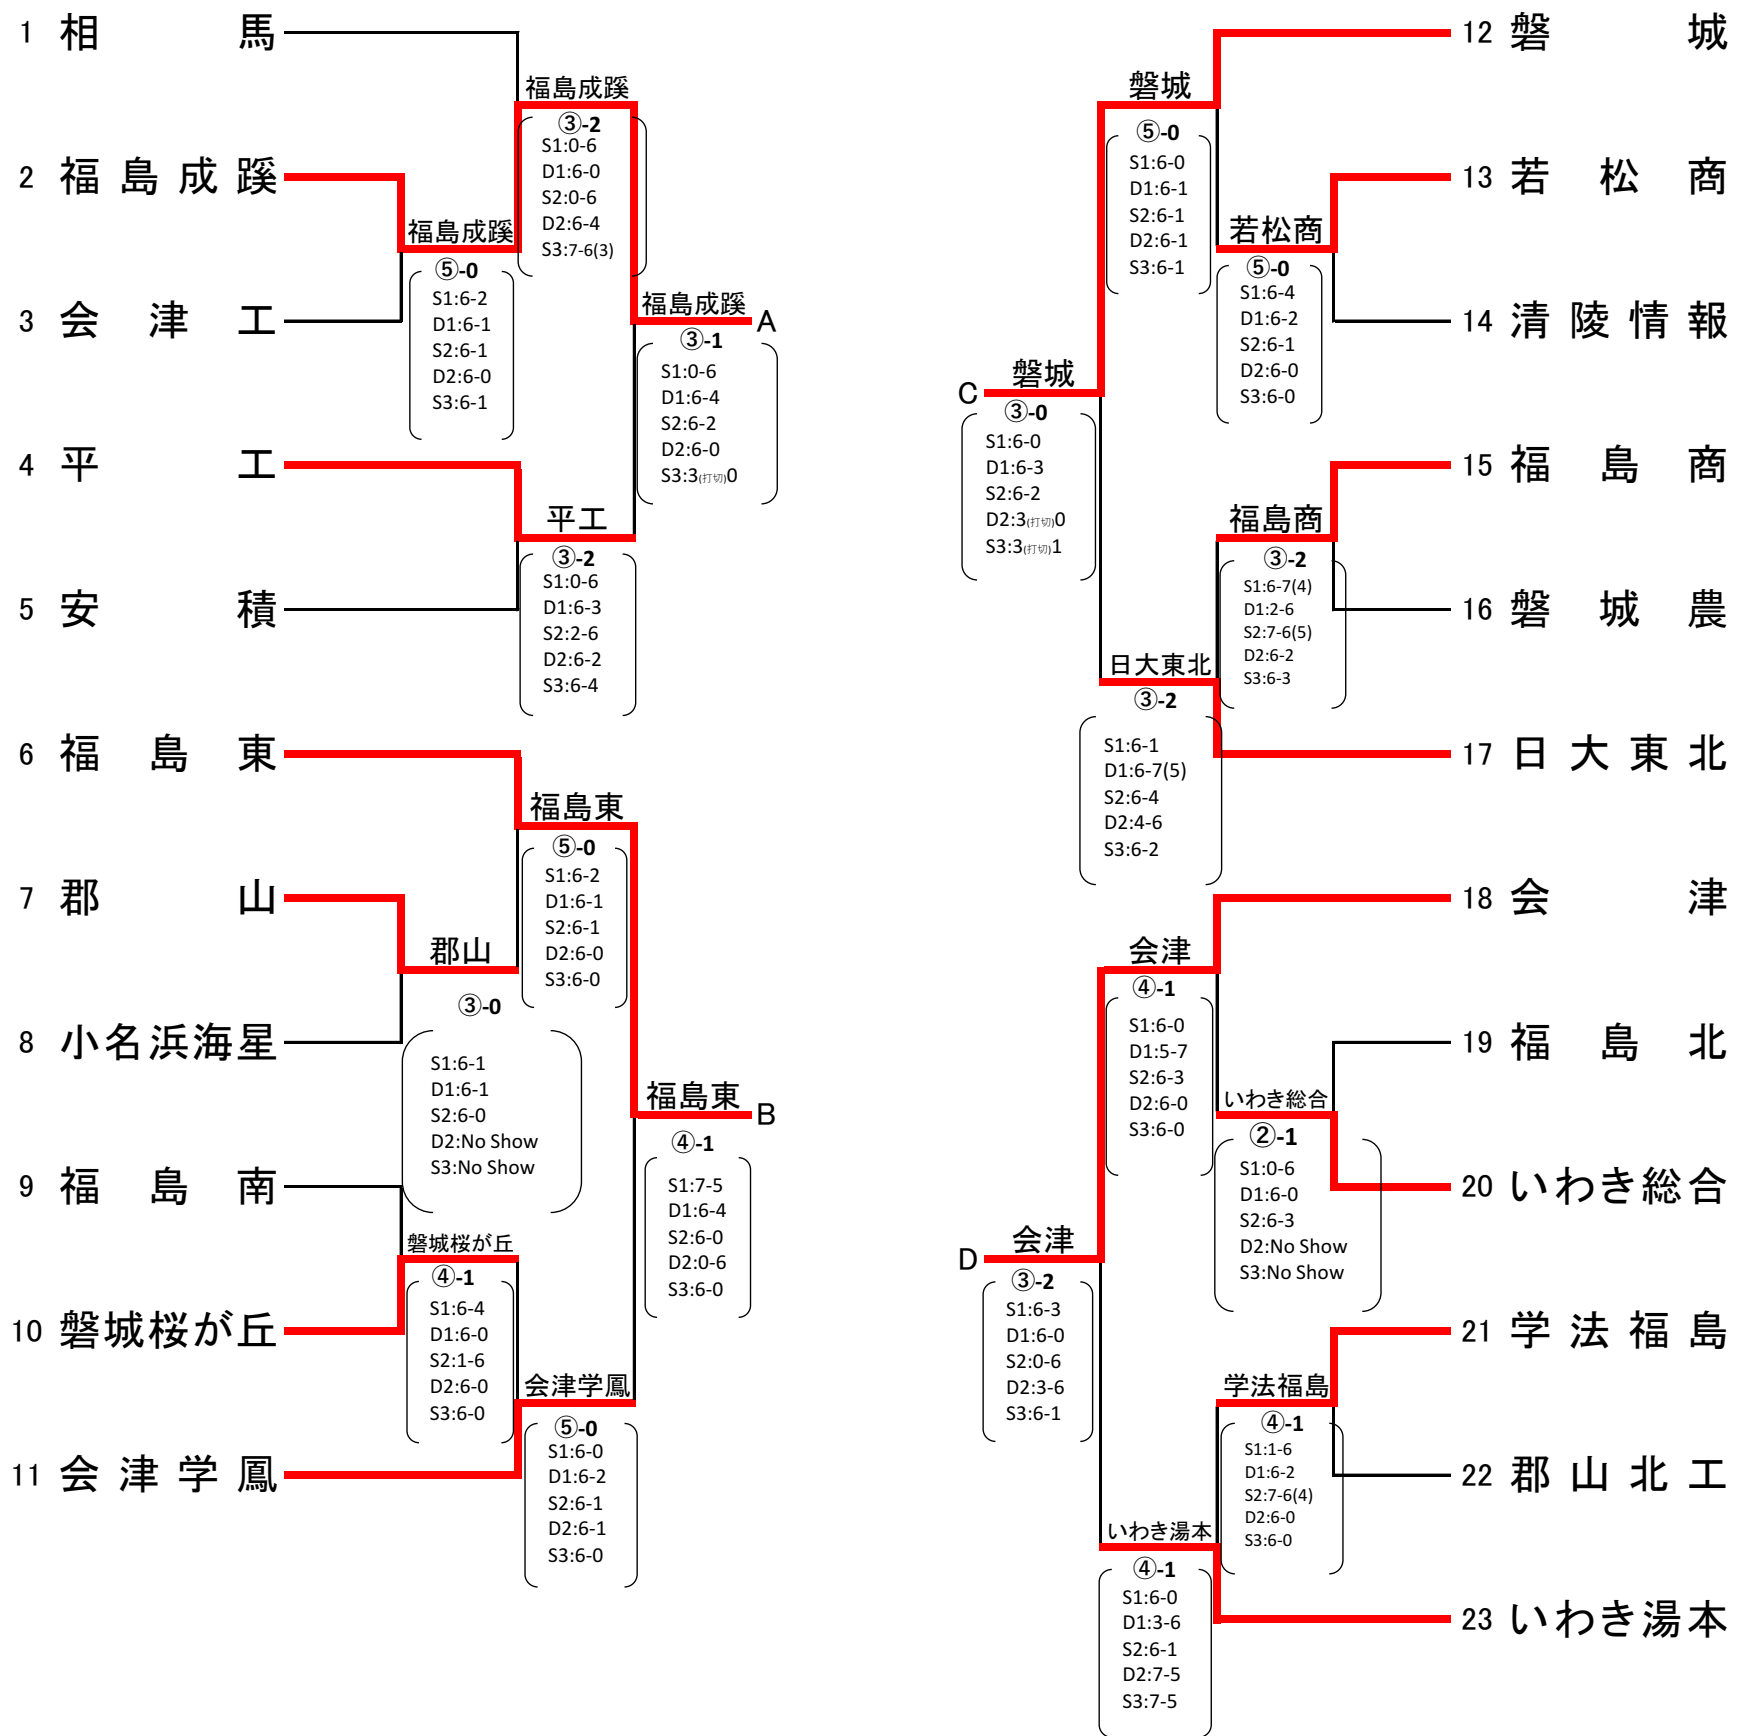 1 相馬
2 福島成蹊
3 会津工
4 平工
5 安積
6 福島東
7 郡山
8 小名浜海星
9 福島南
10 磐城桜が丘
11 会津学鳳
福島成蹊
⑤-0
S1:6-2
D1:6-1
S2:6-1
D2:6-0
S3:6-1
福島成蹊
③-2
S1:0-6
D1:6-0
S2:0-6
D2:6-4
S3:7-6(3)
平工
③-2
S1:0-6
D1:6-3
S2:2-6
D2:6-2
S3:6-4
福島成蹊
A
③-1
S1:0-6
D1:6-4
S2:6-2
D2:6-0
S3:3(打切)0
郡山
③-0
S1:6-1
D1:6-1
S2:6-0
D2:No Show
S3:No Show
福島東
⑤-0
S1:6-2
D1:6-1
S2:6-1
D2:6-0
S3:6-0
磐城桜が丘
④-1
S1:6-4
D1:6-0
S2:1-6
D2:6-0
S3:6-0
会津学鳳
⑤-0
S1:6-0
D1:6-2
S2:6-1
D2:6-1
S3:6-0
福島東
B
④-1
S1:7-5
D1:6-4
S2:6-0
D2:0-6
S3:6-0
12 磐城
13 若松商
14 清陵情報
15 福島商
16 磐城農
17 日大東北
18 会津
19 福島北
20 いわき総合
21 学法福島
22 郡山北工
23 いわき湯本
磐城
⑤-0
S1:6-0
D1:6-1
S2:6-1
D2:6-1
S3:6-1
若松商
⑤-0
S1:6-4
D1:6-2
S2:6-1
D2:6-0
S3:6-0
C
磐城
③-0
S1:6-0
D1:6-3
S2:6-2
D2:3(打切)0
S3:3(打切)1
福島商
③-2
S1:6-7(4)
D1:2-6
S2:7-6(5)
D2:6-2
S3:6-3
日大東北
③-2
S1:6-1
D1:6-7(5)
S2:6-4
D2:4-6
S3:6-2
会津
④-1
S1:6-0
D1:5-7
S2:6-3
D2:6-0
S3:6-0
いわき総合
②-1
S1:0-6
D1:6-0
S2:6-3
D2:No Show
S3:No Show
D
会津
③-2
S1:6-3
D1:6-0
S2:0-6
D2:3-6
S3:6-1
学法福島
④-1
S1:1-6
D1:6-2
S2:7-6(4)
D2:6-0
S3:6-0
いわき湯本
④-1
S1:6-0
D1:3-6
S2:6-1
D2:7-5
S3:7-5